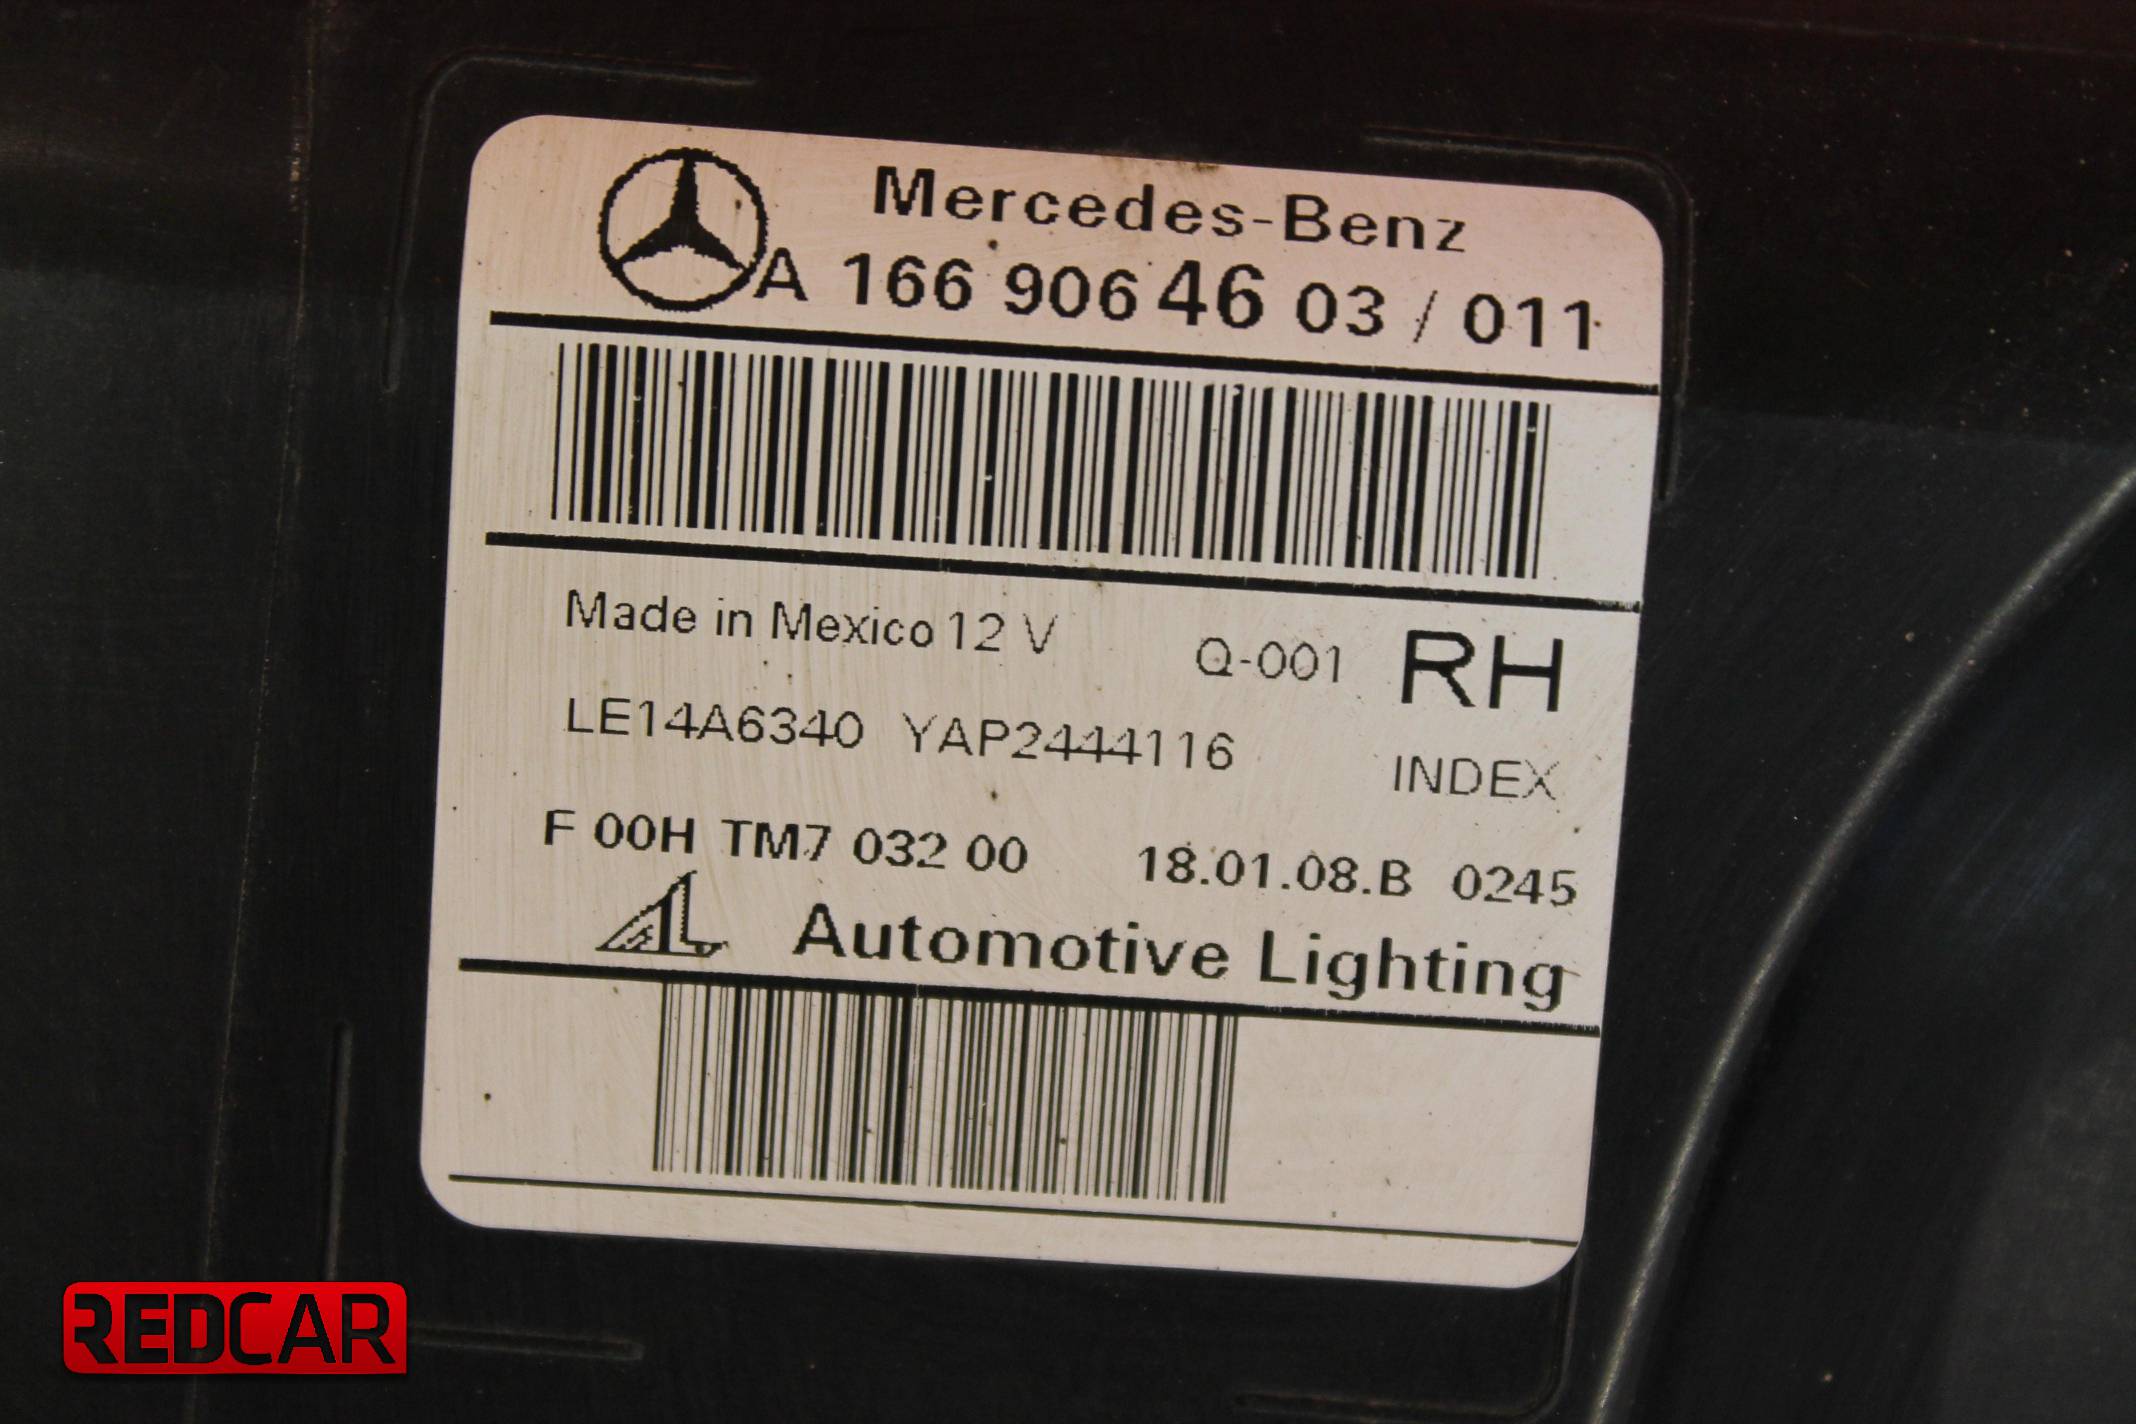 Mercedes-Benz
A 166 906 46 03 / 011
Made in Mexico 12 V Q-001 RH
LE14A6340 YAP2444116 INDEX
F 00H TM7 032 00 18.01.08.B 0245
AL Automotive Lighting
REDCAR